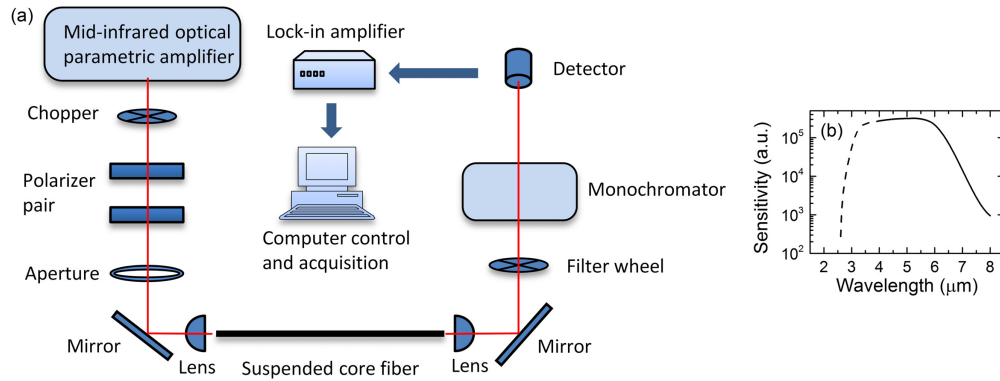 (a)
Mid-infrared optical
parametric amplifier
Chopper
Polarizer
pair
Aperture
Mirror
Lens
Suspended core fiber
Lens
Mirror
Filter wheel
Monochromator
Detector
Lock-in amplifier
Computer control
and acquisition
(b)
Sensitivity (a.u.)
10^5
10^4
10^3
10^2
2 3 4 5 6 7 8
Wavelength (μm)